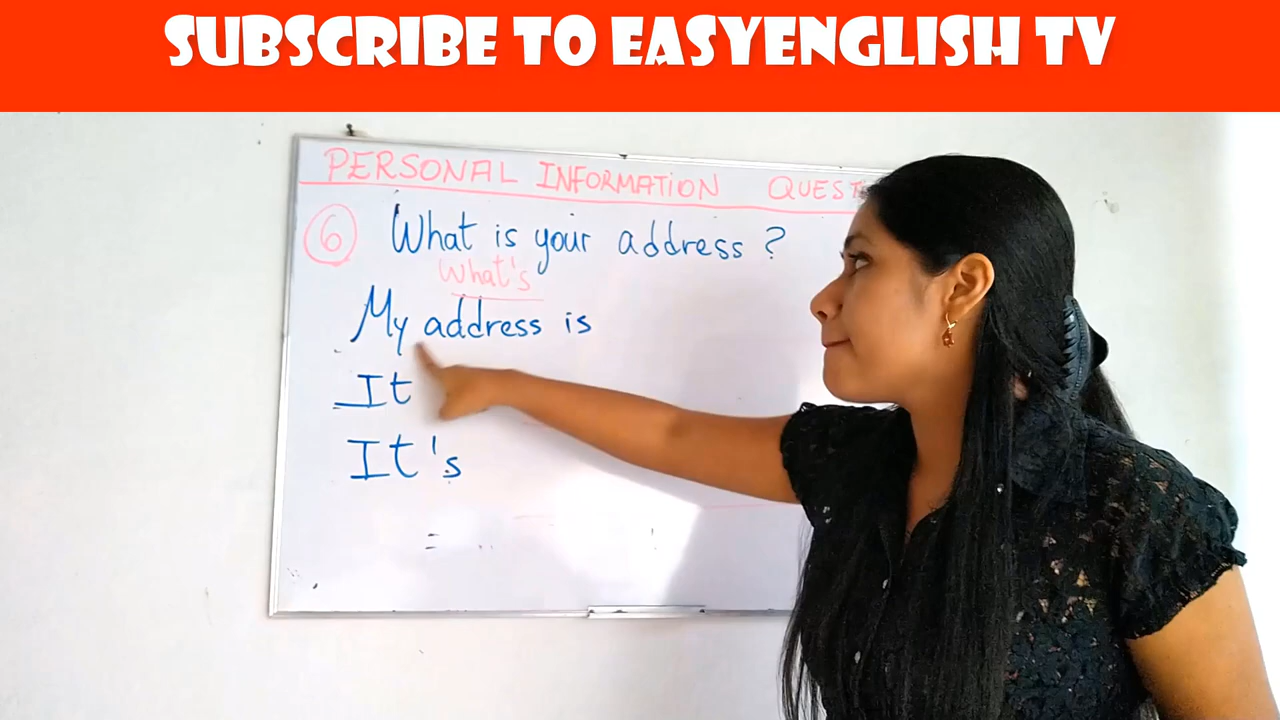 SUBSCRIBE TO EASYENGLISH TV
PERSONAL INFORMATION
6 What is your address ?
What's
My address is
It
It's